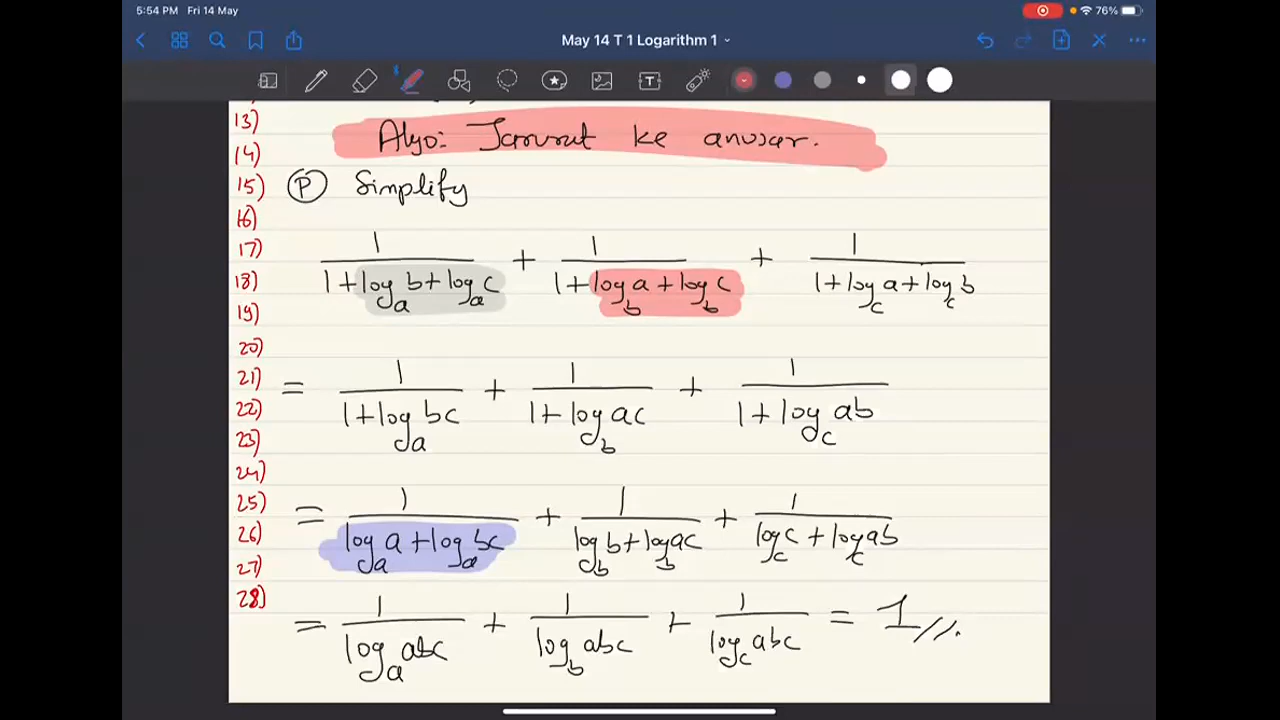 5:54 PM Fri 14 May 76%
May 14 T 1 Logarithm 1
13)
Alyo: Jarurat ke anusar.
14)
15) (P) Simplify
16)
17) 1 1 1
18) 1+log_a b+log_a c + 1+log_b a+log_b c + 1+log_c a+log_c b
19)
20)
21) = 1 + 1 + 1
22) 1+log_a bc 1+log_b ac 1+log_c ab
23)
24)
25) = 1 + 1 + 1
26) log_a a+log_a bc log_b b+log_b ac log_c c+log_c ab
27)
28) = 1 + 1 + 1 = 1
log_a abc log_b abc log_c abc